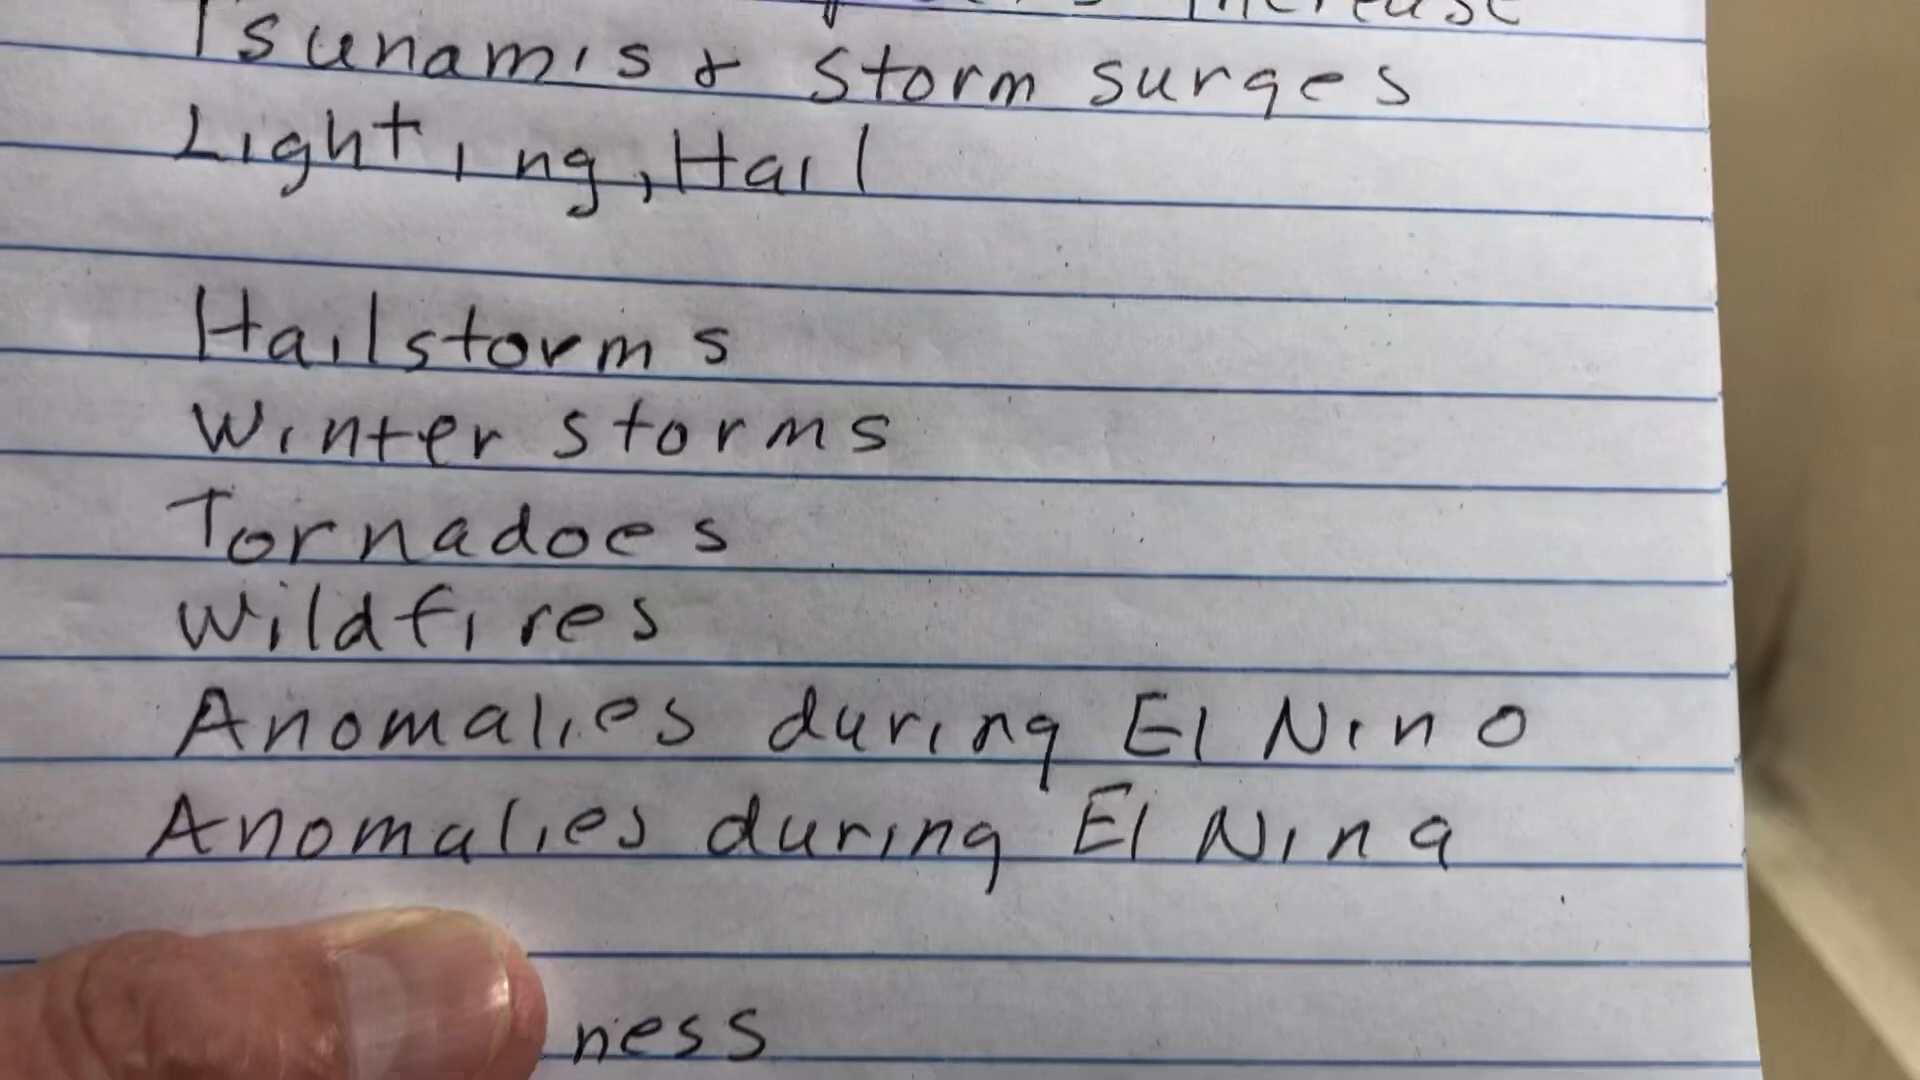 Increase
Tsunamis & Storm surges
Lighting, Hail
Hailstorms
Winter storms
Tornadoes
Wildfires
Anomalies during El Nino
Anomalies during El Nina
ness